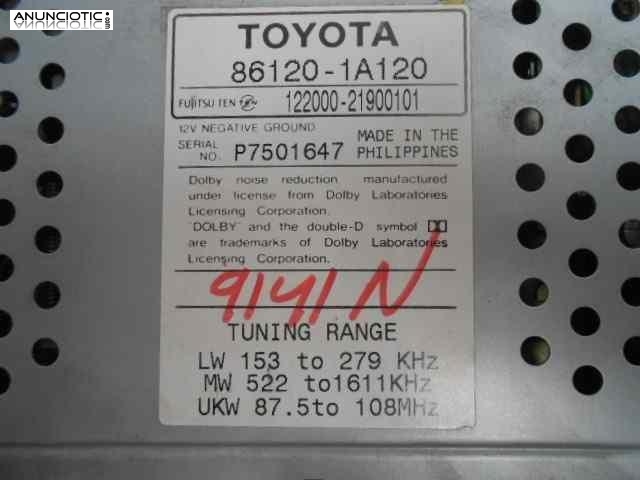 ANUNCIOTIC.es
TOYOTA
86120-1A120
FUJITSU TEN 122000-21900101
12V NEGATIVE GROUND
SERIAL NO. P7501647 MADE IN THE PHILIPPINES
Dolby noise reduction manufactured
under license from Dolby Laboratories
Licensing Corporation.
"DOLBY" and the double-D symbol
are trademarks of Dolby Laboratories
Licensing Corporation.
9141N
TUNING RANGE
LW 153 to 279 KHz
MW 522 to1611KHz
UKW 87.5to 108MHz